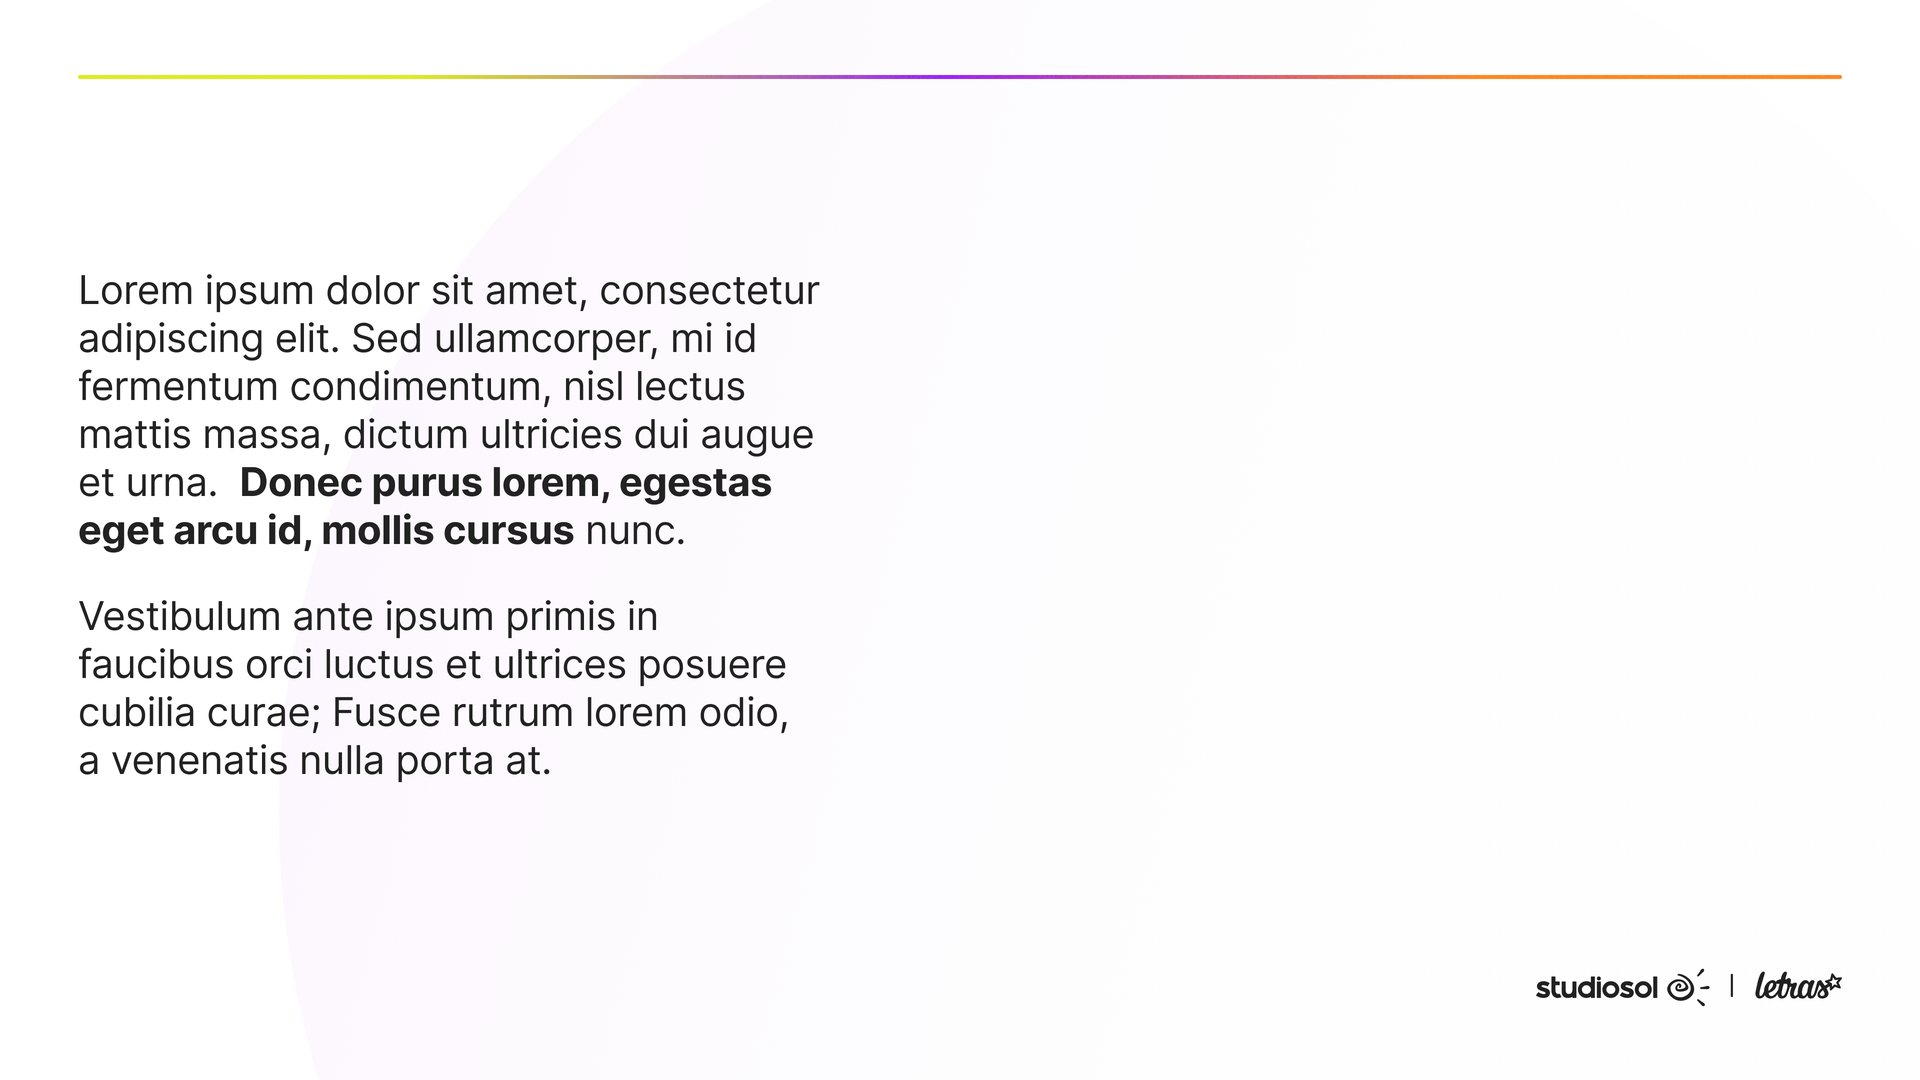 Lorem ipsum dolor sit amet, consectetur
adipiscing elit. Sed ullamcorper, mi id
fermentum condimentum, nisl lectus
mattis massa, dictum ultricies dui augue
et urna.  Donec purus lorem, egestas
eget arcu id, mollis cursus nunc.
Vestibulum ante ipsum primis in
faucibus orci luctus et ultrices posuere
cubilia curae; Fusce rutrum lorem odio,
a venenatis nulla porta at.
studiosol | letras